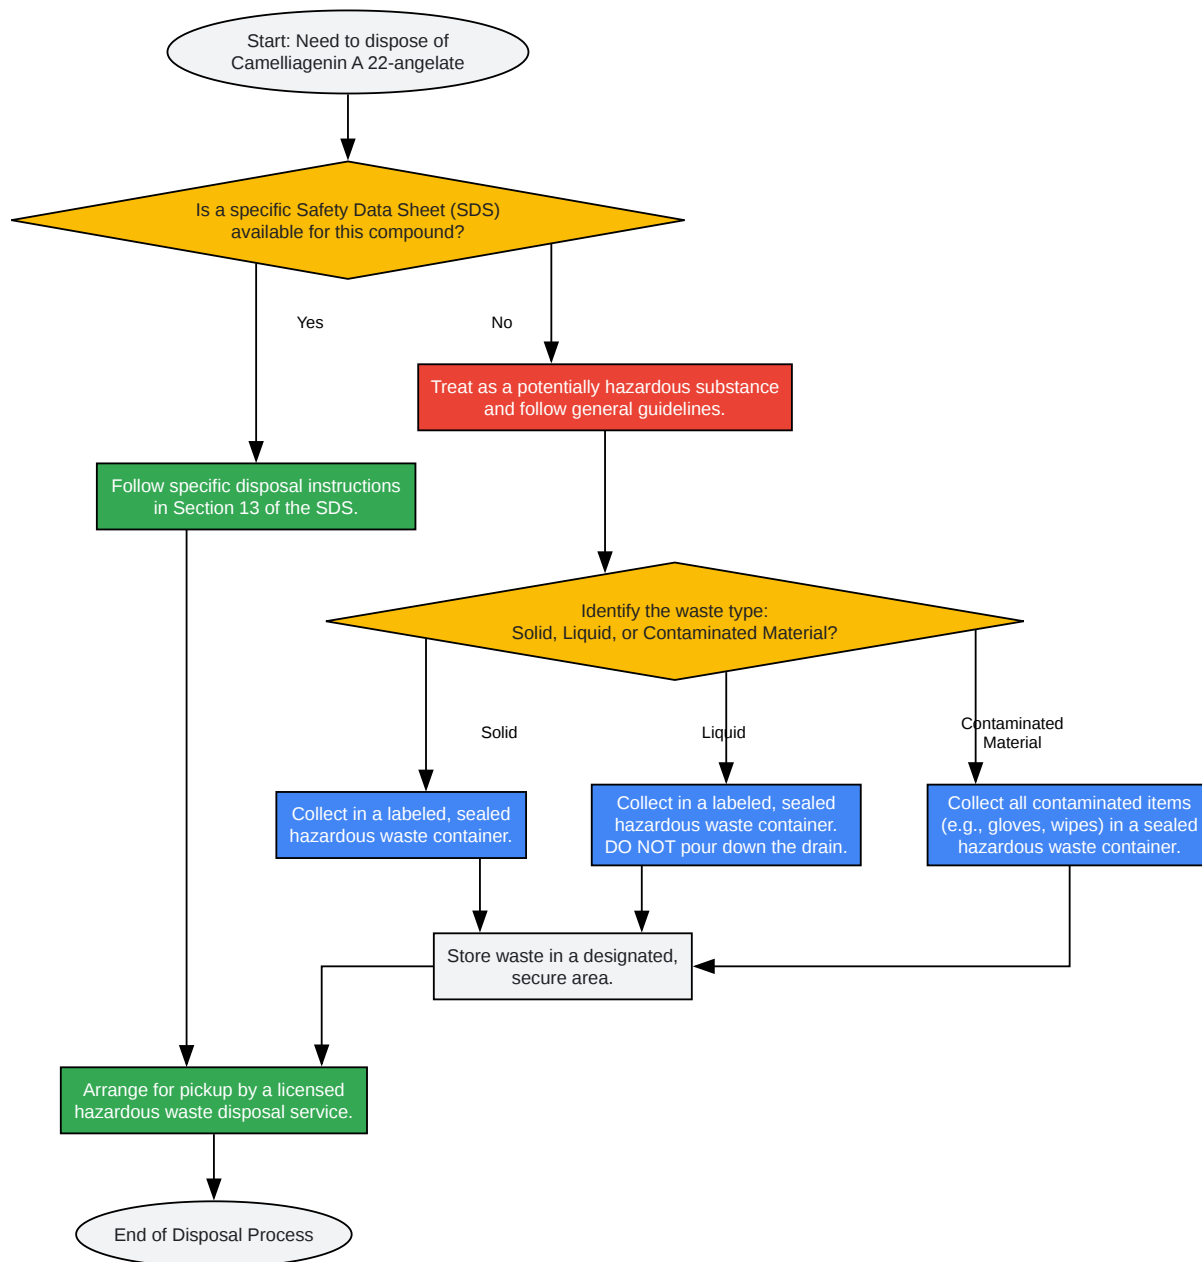 Start: Need to dispose of
Camelliagenin A 22-angelate
Is a specific Safety Data Sheet (SDS)
available for this compound?
Yes
No
Treat as a potentially hazardous substance
and follow general guidelines.
Follow specific disposal instructions
in Section 13 of the SDS.
Identify the waste type:
Solid, Liquid, or Contaminated Material?
Solid
Liquid
Contaminated
Material
Collect in a labeled, sealed
hazardous waste container.
Collect in a labeled, sealed
hazardous waste container.
DO NOT pour down the drain.
Collect all contaminated items
(e.g., gloves, wipes) in a sealed
hazardous waste container.
Store waste in a designated,
secure area.
Arrange for pickup by a licensed
hazardous waste disposal service.
End of Disposal Process